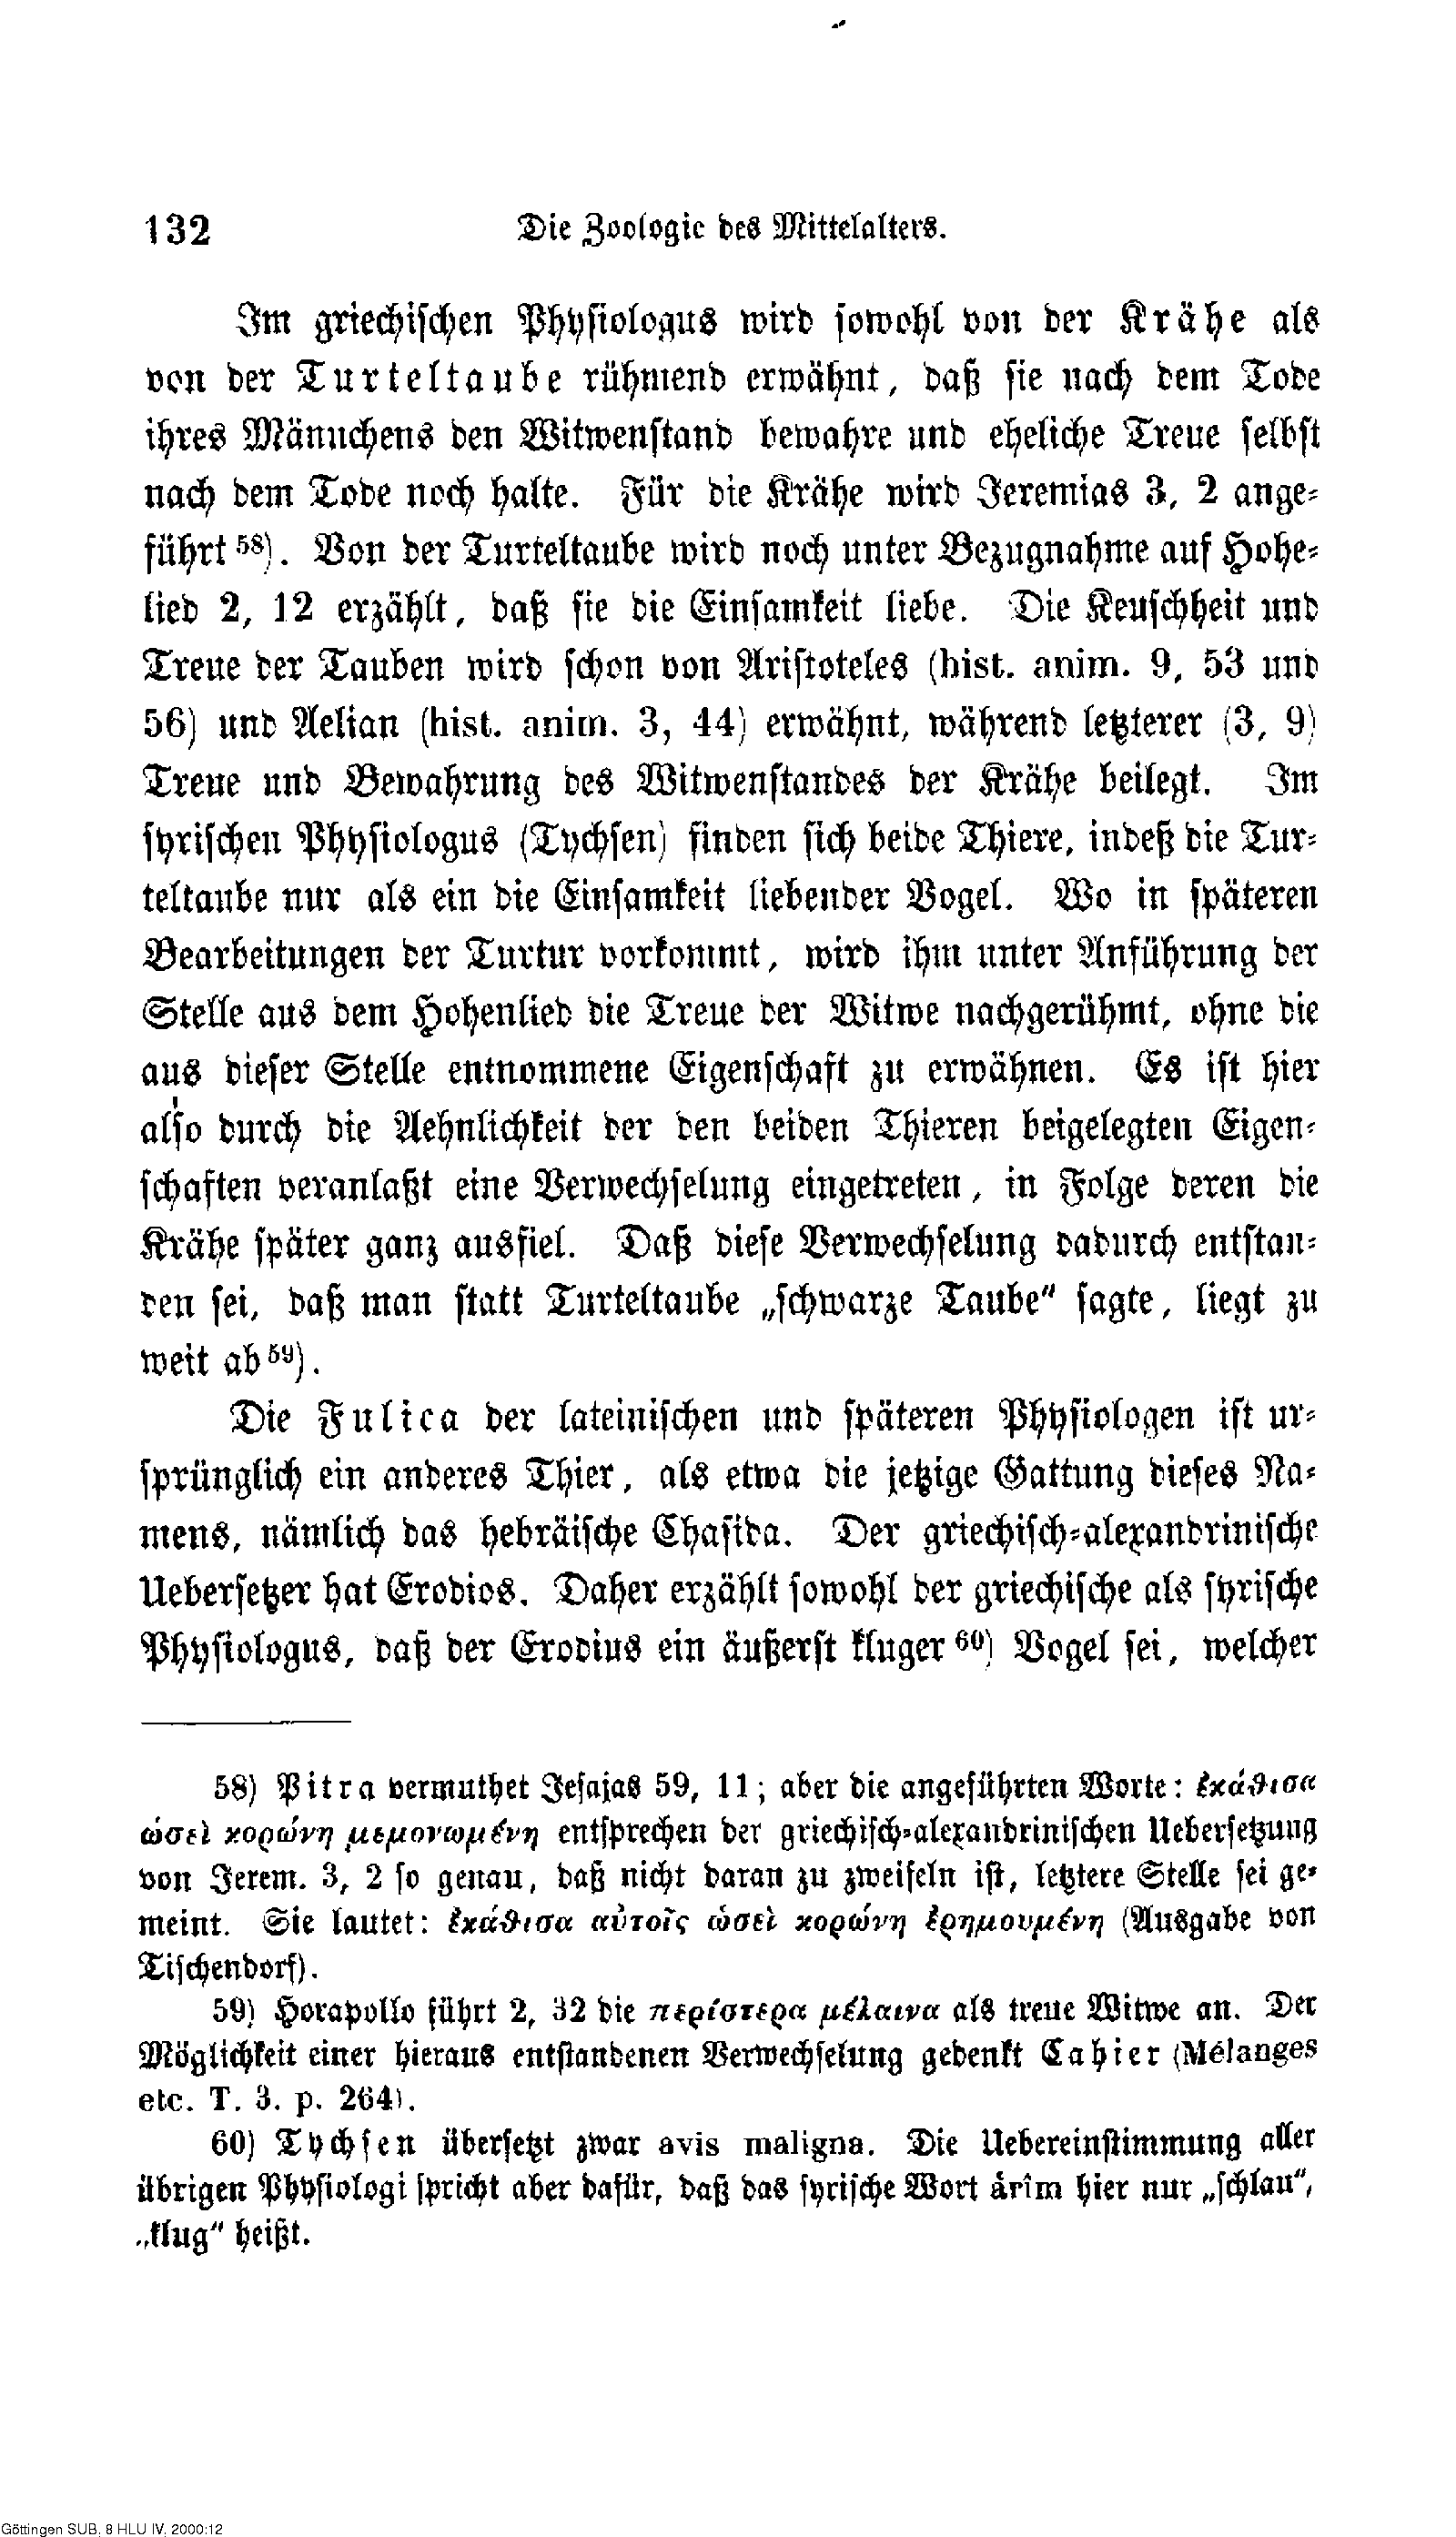 132 Die Zoologie des Mittelalters.
Im griechischen Physiologus wird sowohl von der Krähe als
von der Turteltaube rühmend erwähnt, daß sie nach dem Tode
ihres Männchens den Witwenstand bewahre und eheliche Treue selbst
nach dem Tode noch halte. Für die Krähe wird Jeremias 3, 2 ange-
führt 58). Von der Turteltaube wird noch unter Bezugnahme auf Hohe-
lied 2, 12 erzählt, daß sie die Einsamkeit liebe. Die Keuschheit und
Treue der Tauben wird schon von Aristoteles (hist. anim. 9, 53 und
56) und Aelian (hist. anim. 3, 44) erwähnt, während letzterer (3, 9)
Treue und Bewahrung des Witwenstandes der Krähe beilegt. Im
syrischen Physiologus (Tychsen) finden sich beide Thiere, indeß die Tur-
teltaube nur als ein die Einsamkeit liebender Vogel. Wo in späteren
Bearbeitungen der Turtur vorkommt, wird ihm unter Anführung der
Stelle aus dem Hohenlied die Treue der Witwe nachgerühmt, ohne die
aus dieser Stelle entnommene Eigenschaft zu erwähnen. Es ist hier
also durch die Aehnlichkeit der den beiden Thieren beigelegten Eigen-
schaften veranlaßt eine Verwechselung eingetreten, in Folge deren die
Krähe später ganz ausfiel. Daß diese Verwechselung dadurch entstan-
den sei, daß man statt Turteltaube „schwarze Taube“ sagte, liegt zu
weit ab 59).
Die Fulica der lateinischen und späteren Physiologen ist ur-
sprünglich ein anderes Thier, als etwa die jetzige Gattung dieses Na-
mens, nämlich das hebräische Chasida. Der griechisch-alexandrinische
Uebersetzer hat Erodios. Daher erzählt sowohl der griechische als syrische
Physiologus, daß der Erodius ein äußerst kluger 60) Vogel sei, welcher
58) Pitra vermuthet Jesajas 59, 11; aber die angeführten Worte: ἐκάθισα
ὡσεὶ κορώνη μεμονωμένη entsprechen der griechisch-alexandrinischen Uebersetzung
von Jerem. 3, 2 so genau, daß nicht daran zu zweifeln ist, letztere Stelle sei ge-
meint. Sie lautet: ἐκάθισα αὐτοῖς ὡσεὶ κορώνη ἐρημουμένη (Ausgabe von
Tischendorf).
59) Horapollo führt 2, 32 die περίστερα μέλαινα als treue Witwe an. Der
Möglichkeit einer hieraus entstandenen Verwechselung gedenkt Cahier (Mélanges
etc. T. 3. p. 264).
60) Tychsen übersetzt zwar avis maligna. Die Uebereinstimmung aller
übrigen Physiologi spricht aber dafür, daß das syrische Wort ârîm hier nur „schlau“,
„klug“ heißt.
Göttingen SUB, 8 HLU IV, 2000:12